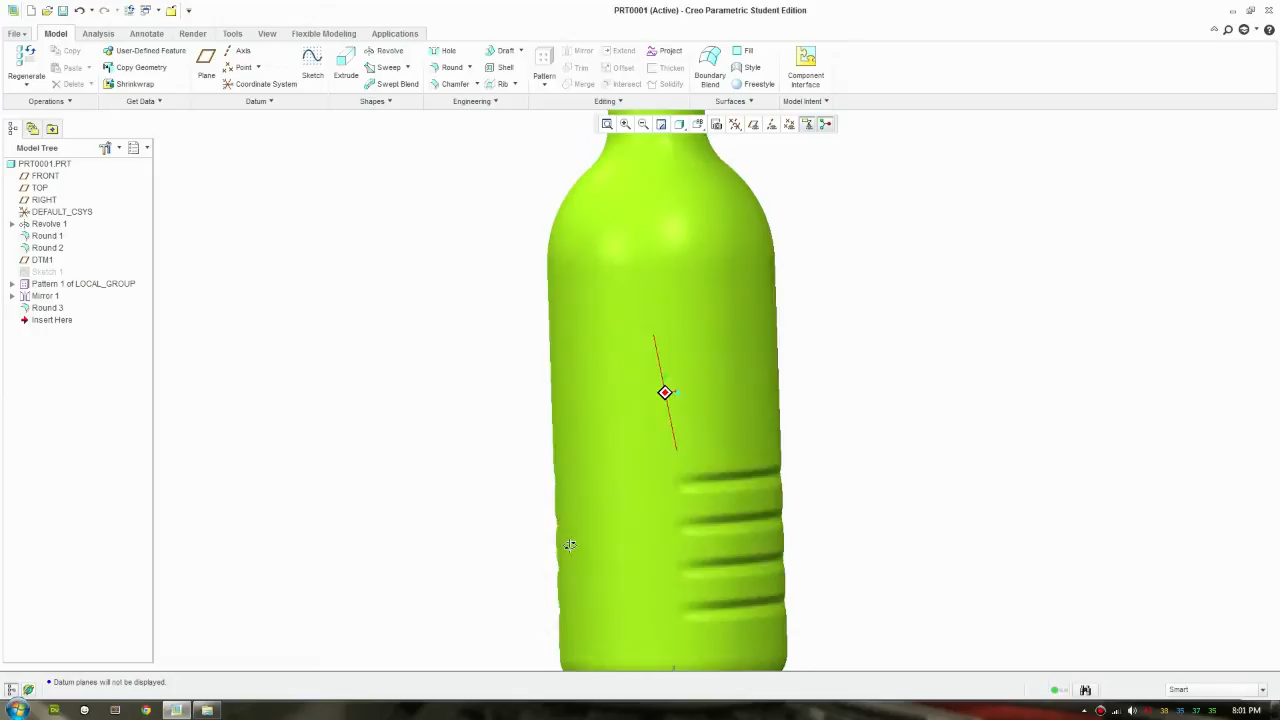 PRT0001 (Active) - Creo Parametric Student Edition
File
Model
Analysis
Annotate
Render
Tools
View
Flexible Modeling
Applications
Regenerate
Copy
Paste
Delete
User-Defined Feature
Copy Geometry
Shrinkwrap
Plane
Axis
Point
Coordinate System
Sketch
Extrude
Revolve
Sweep
Swept Blend
Hole
Round
Chamfer
Draft
Shell
Rib
Pattern
Mirror
Trim
Merge
Extend
Offset
Intersect
Project
Thicken
Solidify
Boundary
Blend
Fill
Style
Freestyle
Component
Interface
Operations
Get Data
Datum
Shapes
Engineering
Editing
Surfaces
Model Intent
Model Tree
PRT0001.PRT
FRONT
TOP
RIGHT
DEFAULT_CSYS
Revolve 1
Round 1
Round 2
DTM1
Sketch 1
Pattern 1 of LOCAL_GROUP
Mirror 1
Round 3
Insert Here
Datum planes will not be displayed.
Smart
38 35 37 35
8:01 PM